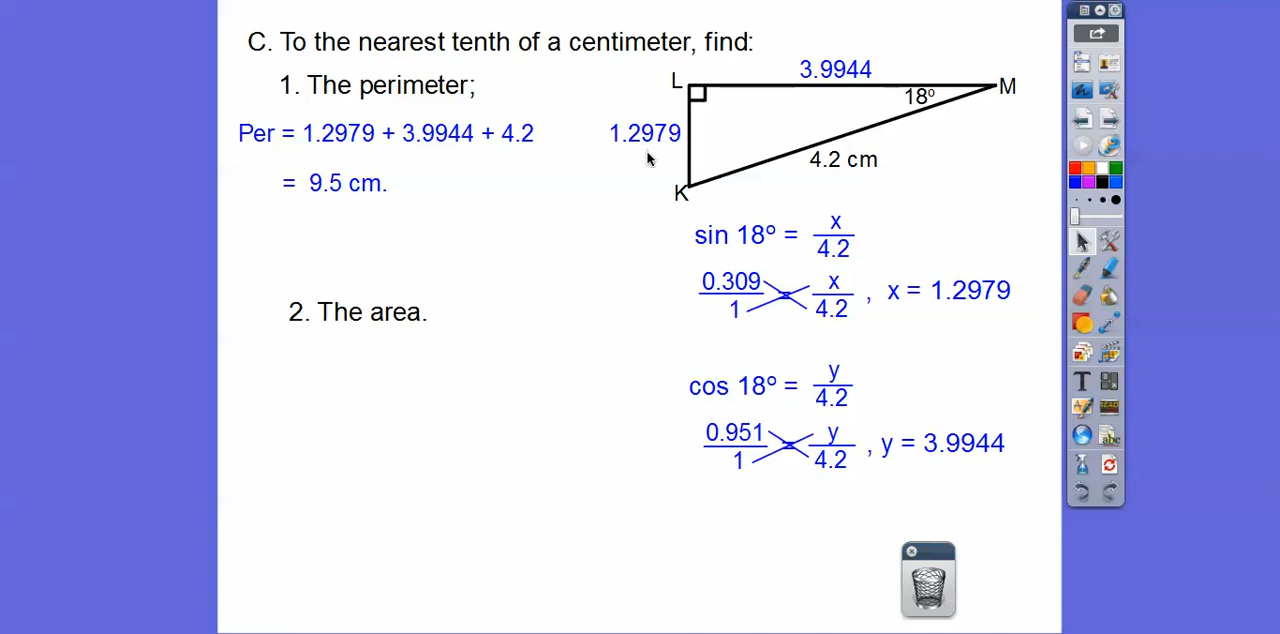 C. To the nearest tenth of a centimeter, find:
1. The perimeter;
Per = 1.2979 + 3.9944 + 4.2
= 9.5 cm.
L
3.9944
M
18º
1.2979
4.2 cm
K
sin 18º = x / 4.2
0.309 / 1 = x / 4.2 , x = 1.2979
2. The area.
cos 18º = y / 4.2
0.951 / 1 = y / 4.2 , y = 3.9944